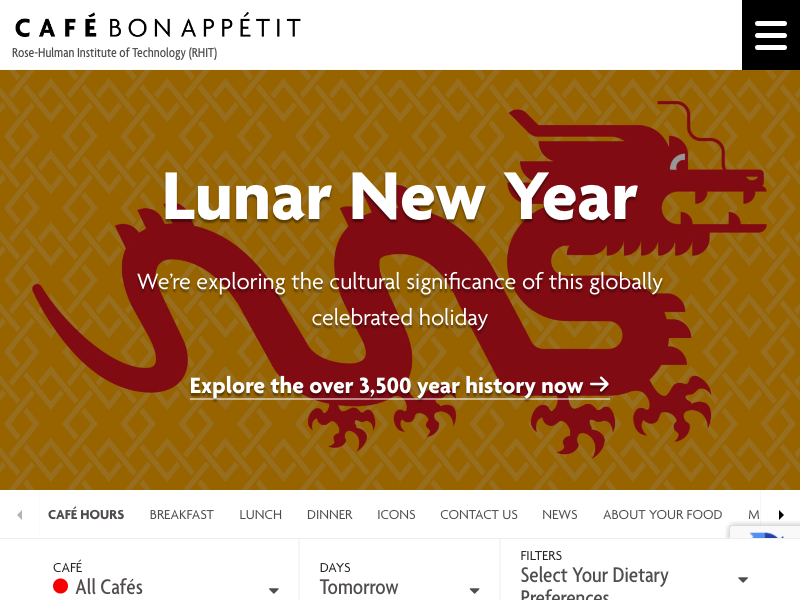 CAFÉ BON APPÉTIT
Rose-Hulman Institute of Technology (RHIT)
Lunar New Year
We're exploring the cultural significance of this globally
celebrated holiday
Explore the over 3,500 year history now →
CAFÉ HOURS BREAKFAST LUNCH DINNER ICONS CONTACT US NEWS ABOUT YOUR FOOD M
CAFÉ DAYS FILTERS
All Cafés Tomorrow Select Your Dietary
Preferences